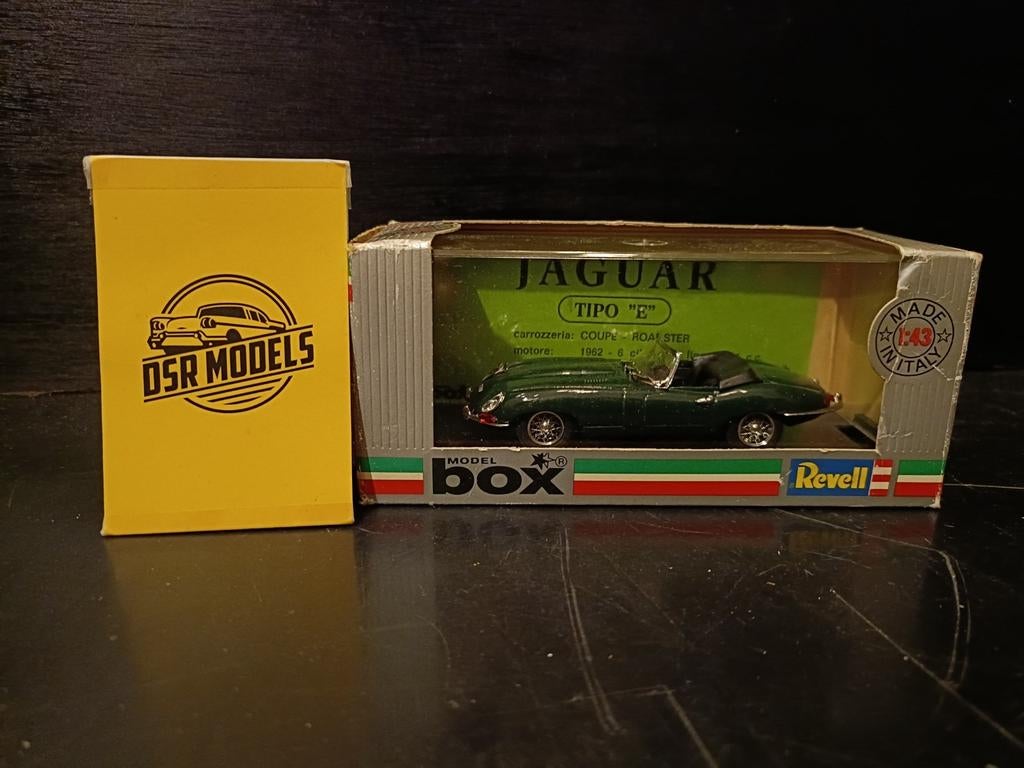 DSR MODELS
JAGUAR
TIPO "E"
carrozzeria: COUPE - ROADSTER
motore: 1962 - 6
MADE
1:43
IN ITALY
MODEL
box ®
Revell